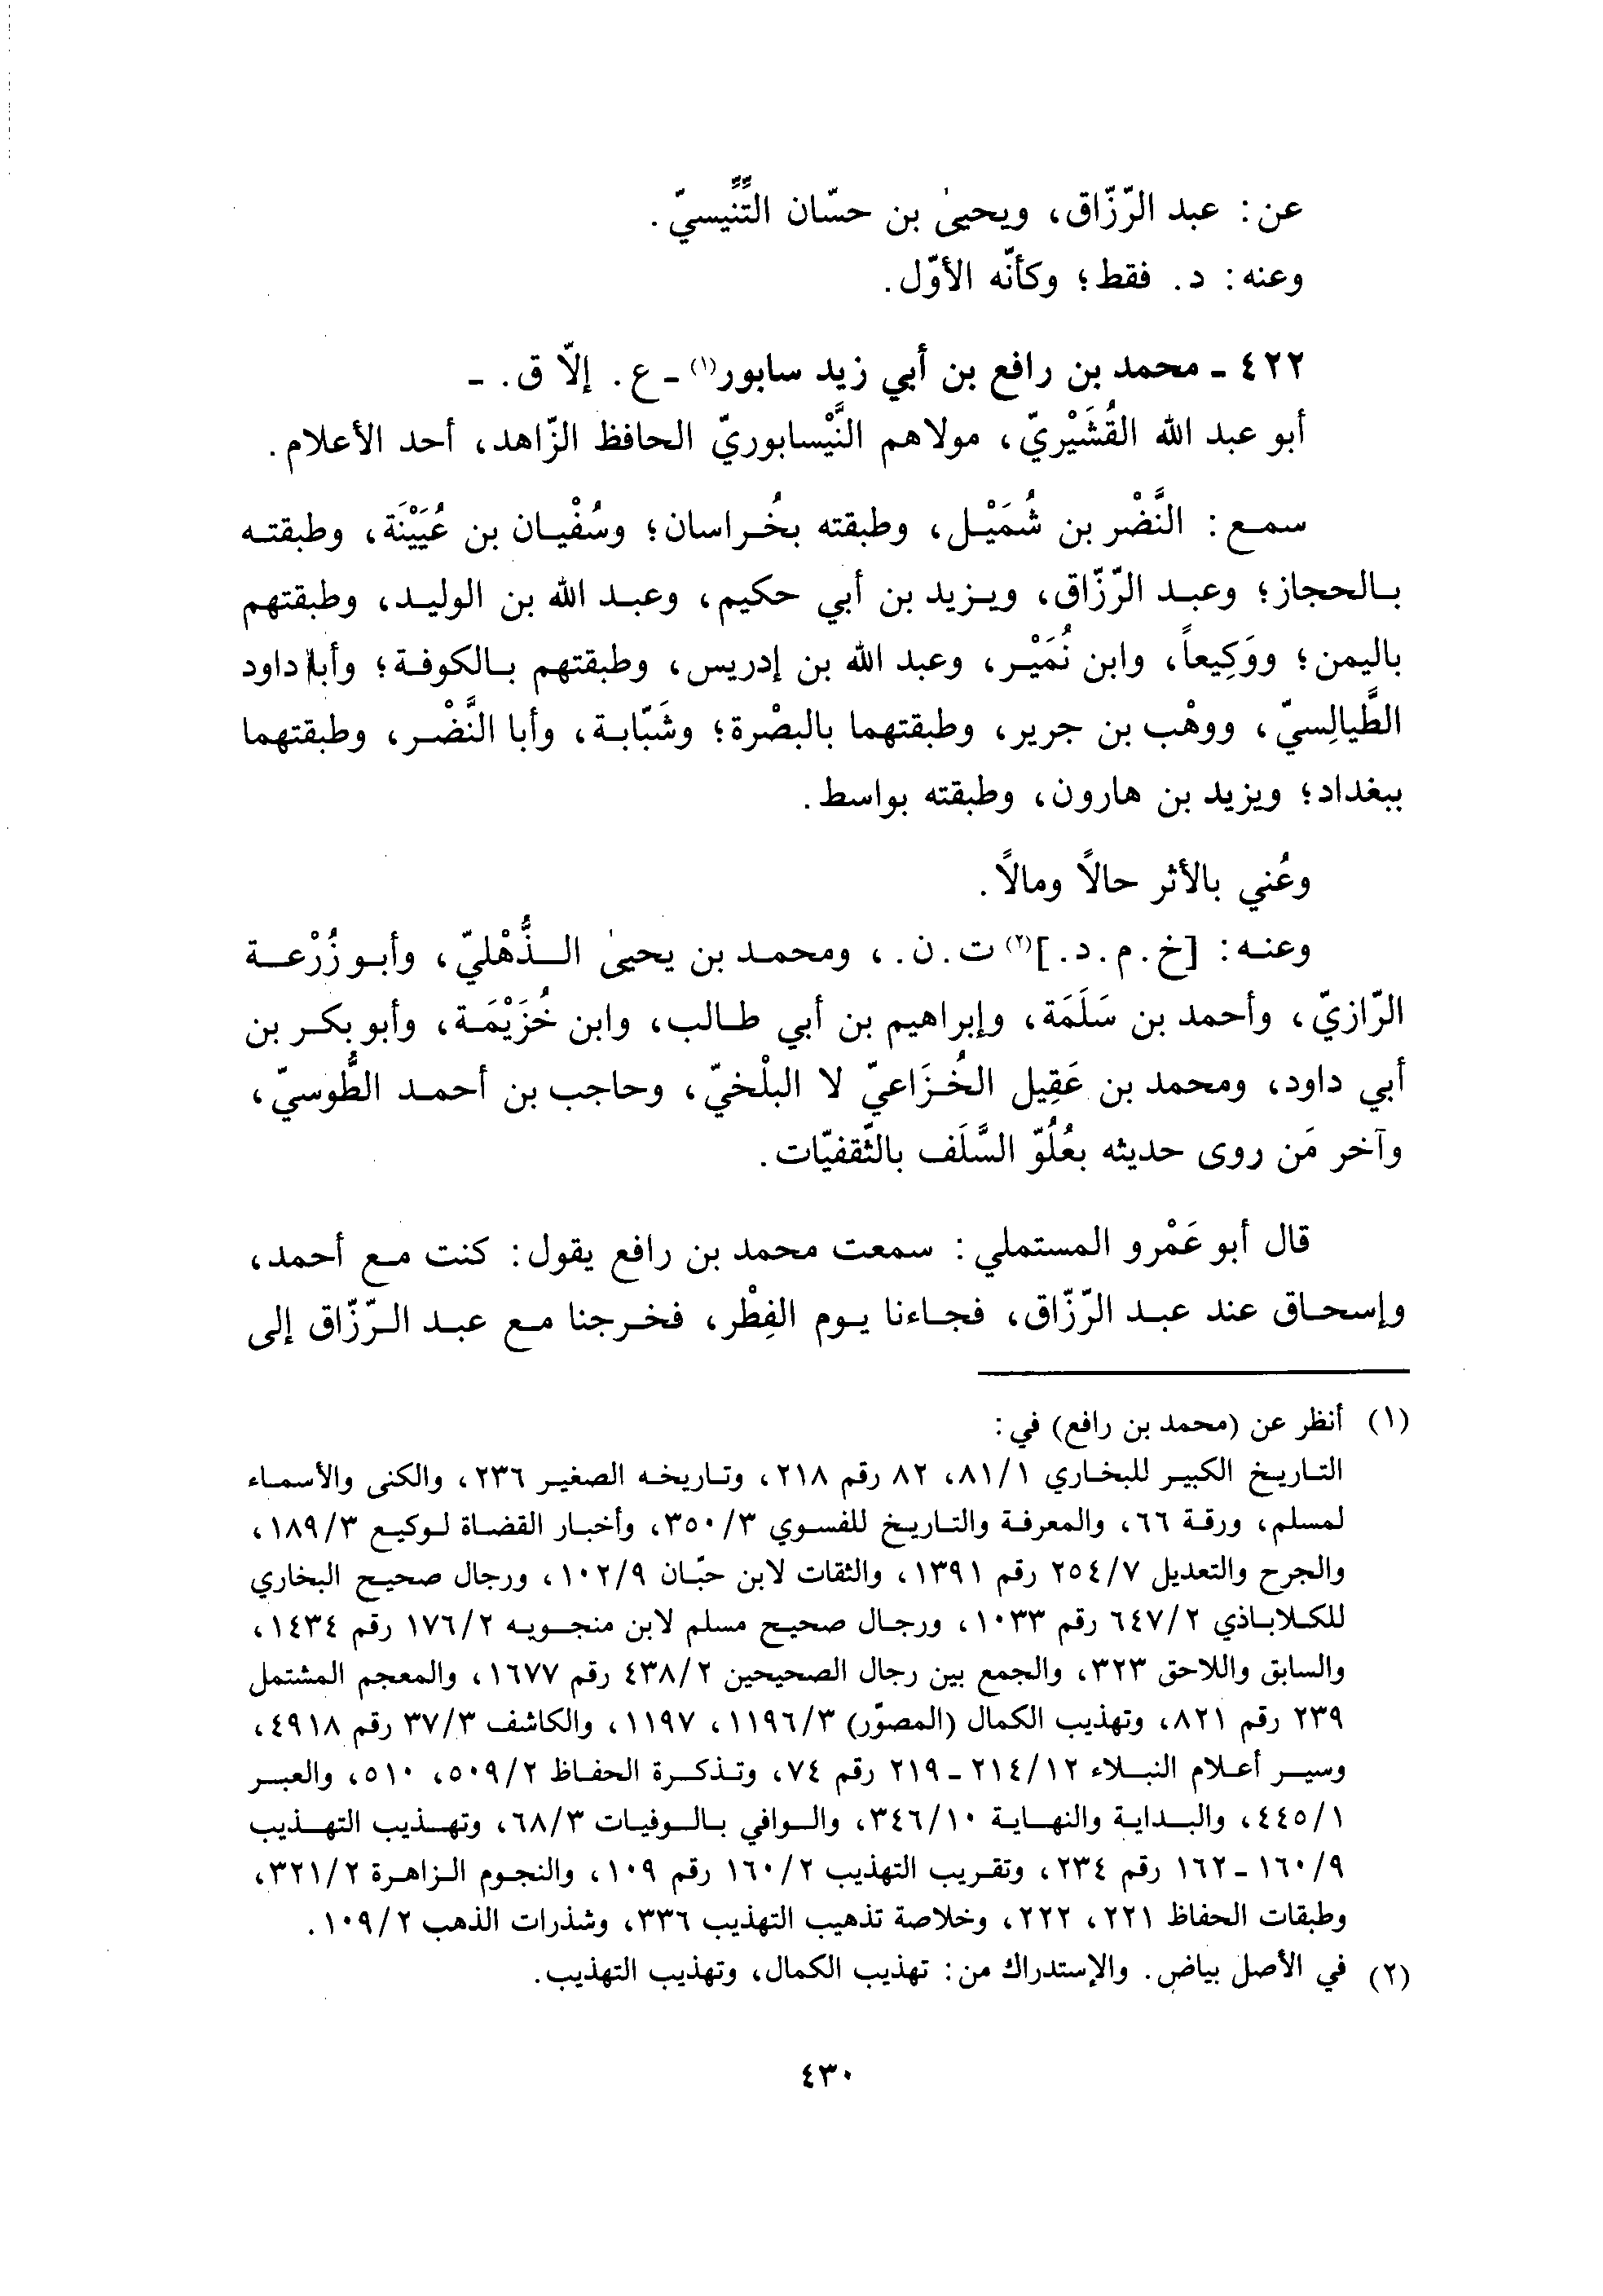 عن: عبد الرّزّاق، ويحيىٰ بن حسّان التِّنِّيسيّ.
وعنه: د. فقط؛ وكأنّه الأوّل.
٤٢٢ - محمد بن رافع بن أبي زيد سابور(١) - ع. إلّا ق. -
أبو عبد الله القُشَيْريّ، مولاهم النَّيْسابوريّ الحافظ الزّاهد، أحد الأعلام.
سمع: النَّضْر بن شُمَيْل، وطبقته بخُراسان؛ وسُفْيان بن عُيَيْنَة، وطبقته
بالحجاز؛ وعبد الرّزّاق، ويزيد بن أبي حكيم، وعبد الله بن الوليد، وطبقتهم
باليمن؛ ووَكِيعاً، وابن نُمَيْر، وعبد الله بن إدريس، وطبقتهم بالكوفة؛ وأبا داود
الطَّيالِسيّ، ووهْب بن جرير، وطبقتهما بالبصْرة؛ وشَبّابة، وأبا النَّضْر، وطبقتهما
ببغداد؛ ويزيد بن هارون، وطبقته بواسط.
وعُني بالأثر حالًا ومالًا.
وعنه: [خ. م. د.](٢) ت. ن.، ومحمد بن يحيىٰ الذُّهْليّ، وأبو زُرْعة
الرّازيّ، وأحمد بن سَلَمَة، وإبراهيم بن أبي طالب، وابن خُزَيْمَة، وأبو بكر بن
أبي داود، ومحمد بن عَقِيل الخُزَاعيّ لا البلْخيّ، وحاجب بن أحمد الطُّوسيّ،
وآخر مَن روى حديثه بعُلُوّ السَّلَف بالثّقفيّات.
قال أبو عَمْرو المستملي: سمعت محمد بن رافع يقول: كنت مع أحمد،
وإسحاق عند عبد الرّزّاق، فجاءنا يوم الفِطْر، فخرجنا مع عبد الرّزّاق إلى
(١) أنظر عن (محمد بن رافع) في:
التاريخ الكبير للبخاري ٨١/١، ٨٢ رقم ٢١٨، وتاريخه الصغير ٢٣٦، والكنى والأسماء
لمسلم، ورقة ٦٦، والمعرفة والتاريخ للفسوي ٣٥٠/٣، وأخبار القضاة لوكيع ١٨٩/٣،
والجرح والتعديل ٢٥٤/٧ رقم ١٣٩١، والثقات لابن حبّان ١٠٢/٩، ورجال صحيح البخاري
للكلاباذي ٦٤٧/٢ رقم ١٠٣٣، ورجال صحيح مسلم لابن منجويه ١٧٦/٢ رقم ١٤٣٤،
والسابق واللاحق ٣٢٣، والجمع بين رجال الصحيحين ٤٣٨/٢ رقم ١٦٧٧، والمعجم المشتمل
٢٣٩ رقم ٨٢١، وتهذيب الكمال (المصوّر) ١١٩٦/٣، ١١٩٧، والكاشف ٣٧/٣ رقم ٤٩١٨،
وسير أعلام النبلاء ٢١٤/١٢ - ٢١٩ رقم ٧٤، وتذكرة الحفاظ ٥٠٩/٢، ٥١٠، والعبر
٤٤٥/١، والبداية والنهاية ٣٤٦/١٠، والوافي بالوفيات ٦٨/٣، وتهذيب التهذيب
١٦٠/٩ - ١٦٢ رقم ٢٣٤، وتقريب التهذيب ١٦٠/٢ رقم ١٠٩، والنجوم الزاهرة ٣٢١/٢،
وطبقات الحفاظ ٢٢١، ٢٢٢، وخلاصة تذهيب التهذيب ٣٣٦، وشذرات الذهب ١٠٩/٢.
(٢) في الأصل بياض. والإستدراك من: تهذيب الكمال، وتهذيب التهذيب.
٤٣٠